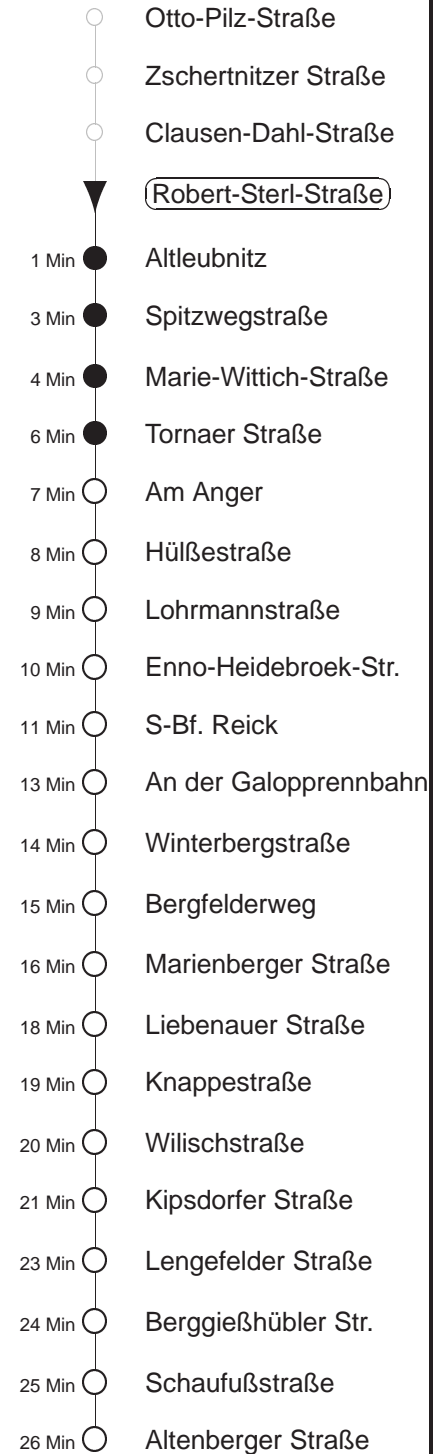 Otto-Pilz-Straße
Zschertnitzer Straße
Clausen-Dahl-Straße
Robert-Sterl-Straße
1 Min Altleubnitz
3 Min Spitzwegstraße
4 Min Marie-Wittich-Straße
6 Min Tornaer Straße
7 Min Am Anger
8 Min Hülßestraße
9 Min Lohrmannstraße
10 Min Enno-Heidebroek-Str.
11 Min S-Bf. Reick
13 Min An der Galopprennbahn
14 Min Winterbergstraße
15 Min Bergfelderweg
16 Min Marienberger Straße
18 Min Liebenauer Straße
19 Min Knappestraße
20 Min Wilischstraße
21 Min Kipsdorfer Straße
23 Min Lengefelder Straße
24 Min Berggießhübler Str.
25 Min Schaufußstraße
26 Min Altenberger Straße